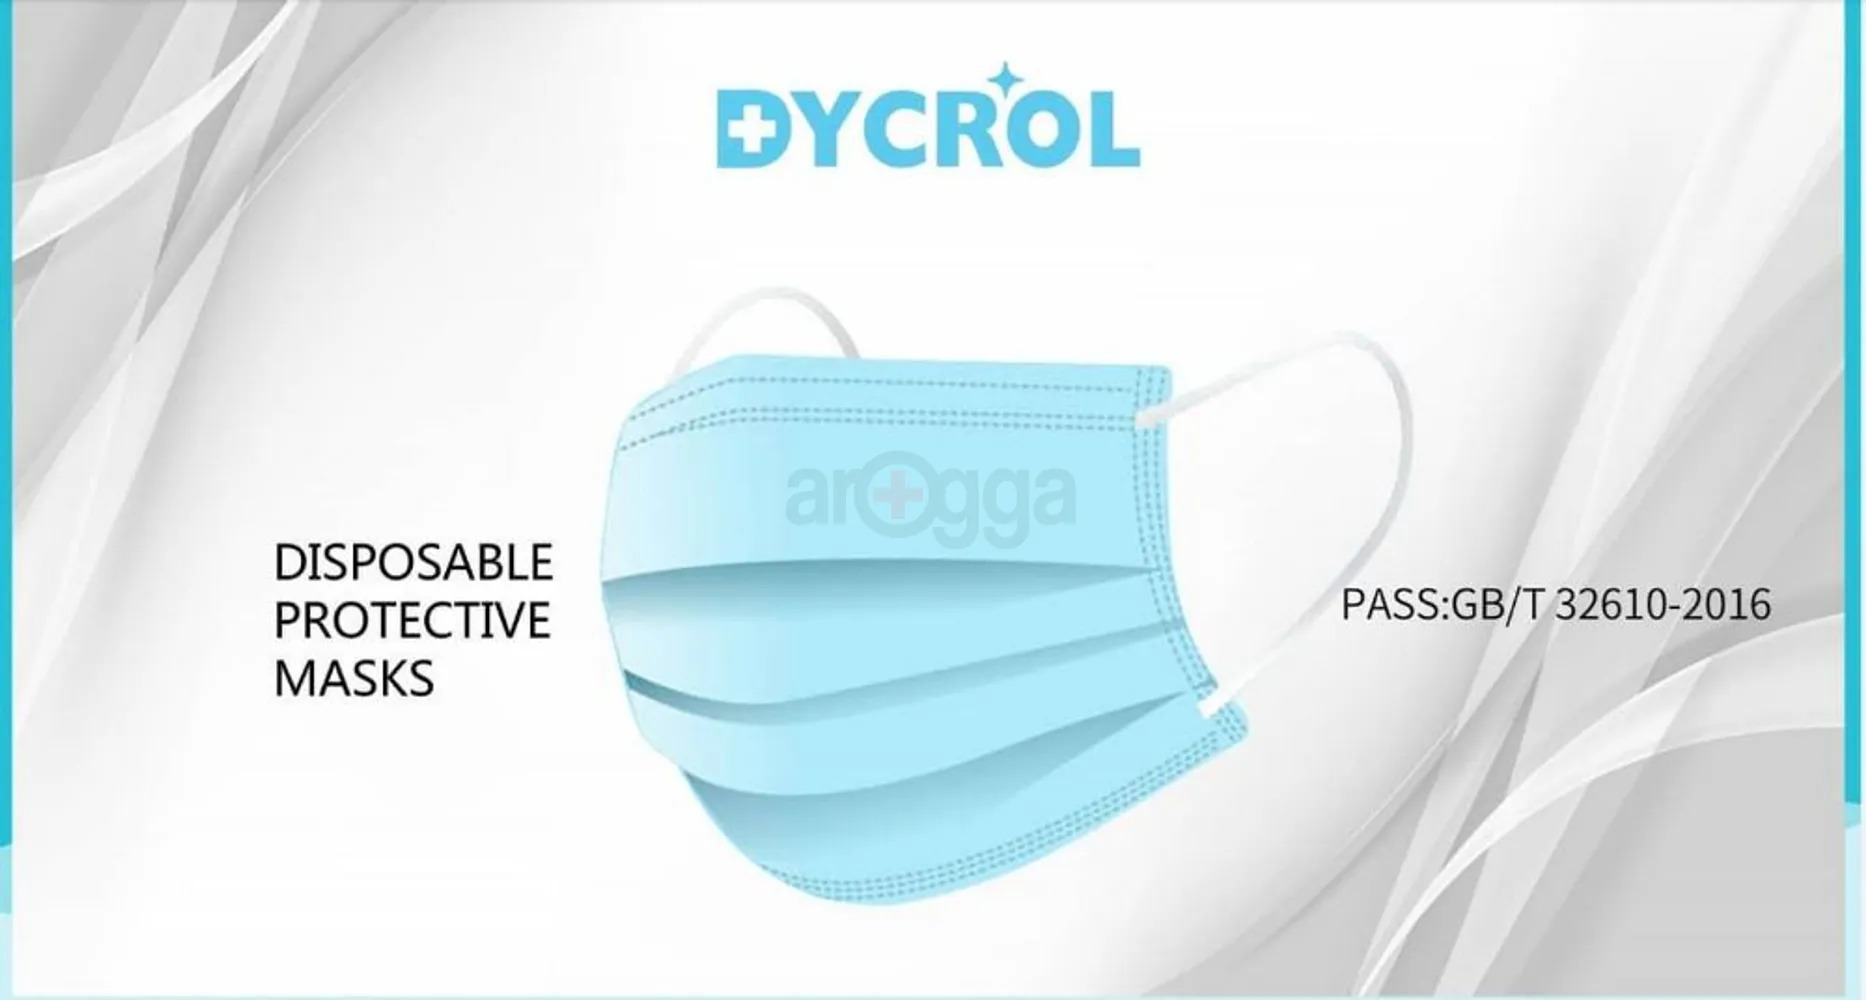 DYCROL
arogga
DISPOSABLE
PROTECTIVE
MASKS
PASS:GB/T 32610-2016